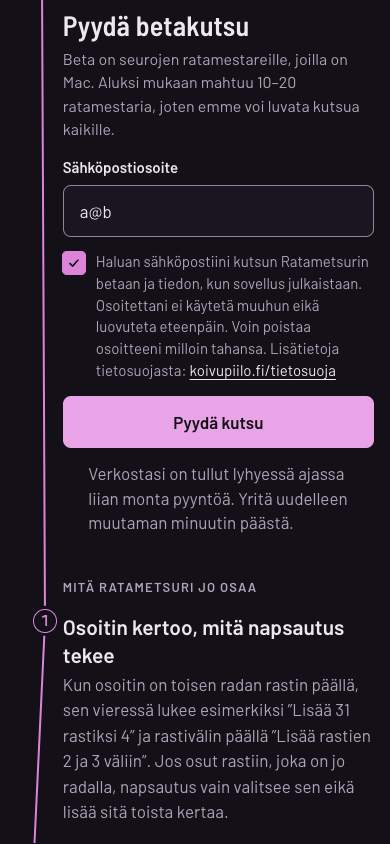 Pyydä betakutsu
Beta on seurojen ratamestareille, joilla on
Mac. Aluksi mukaan mahtuu 10–20
ratamestaria, joten emme voi luvata kutsua
kaikille.
Sähköpostiosoite
a@b
Haluan sähköpostiini kutsun Ratametsurin
betaan ja tiedon, kun sovellus julkaistaan.
Osoitettani ei käytetä muuhun eikä
luovuteta eteenpäin. Voin poistaa
osoitteeni milloin tahansa. Lisätietoja
tietosuojasta: koivupiilo.fi/tietosuoja
Pyydä kutsu
Verkostasi on tullut lyhyessä ajassa
liian monta pyyntöä. Yritä uudelleen
muutaman minuutin päästä.
MITÄ RATAMETSURI JO OSAA
1
Osoitin kertoo, mitä napsautus
tekee
Kun osoitin on toisen radan rastin päällä,
sen vieressä lukee esimerkiksi ”Lisää 31
rastiksi 4” ja rastivälin päällä ”Lisää rastien
2 ja 3 väliin”. Jos osut rastiin, joka on jo
radalla, napsautus vain valitsee sen eikä
lisää sitä toista kertaa.